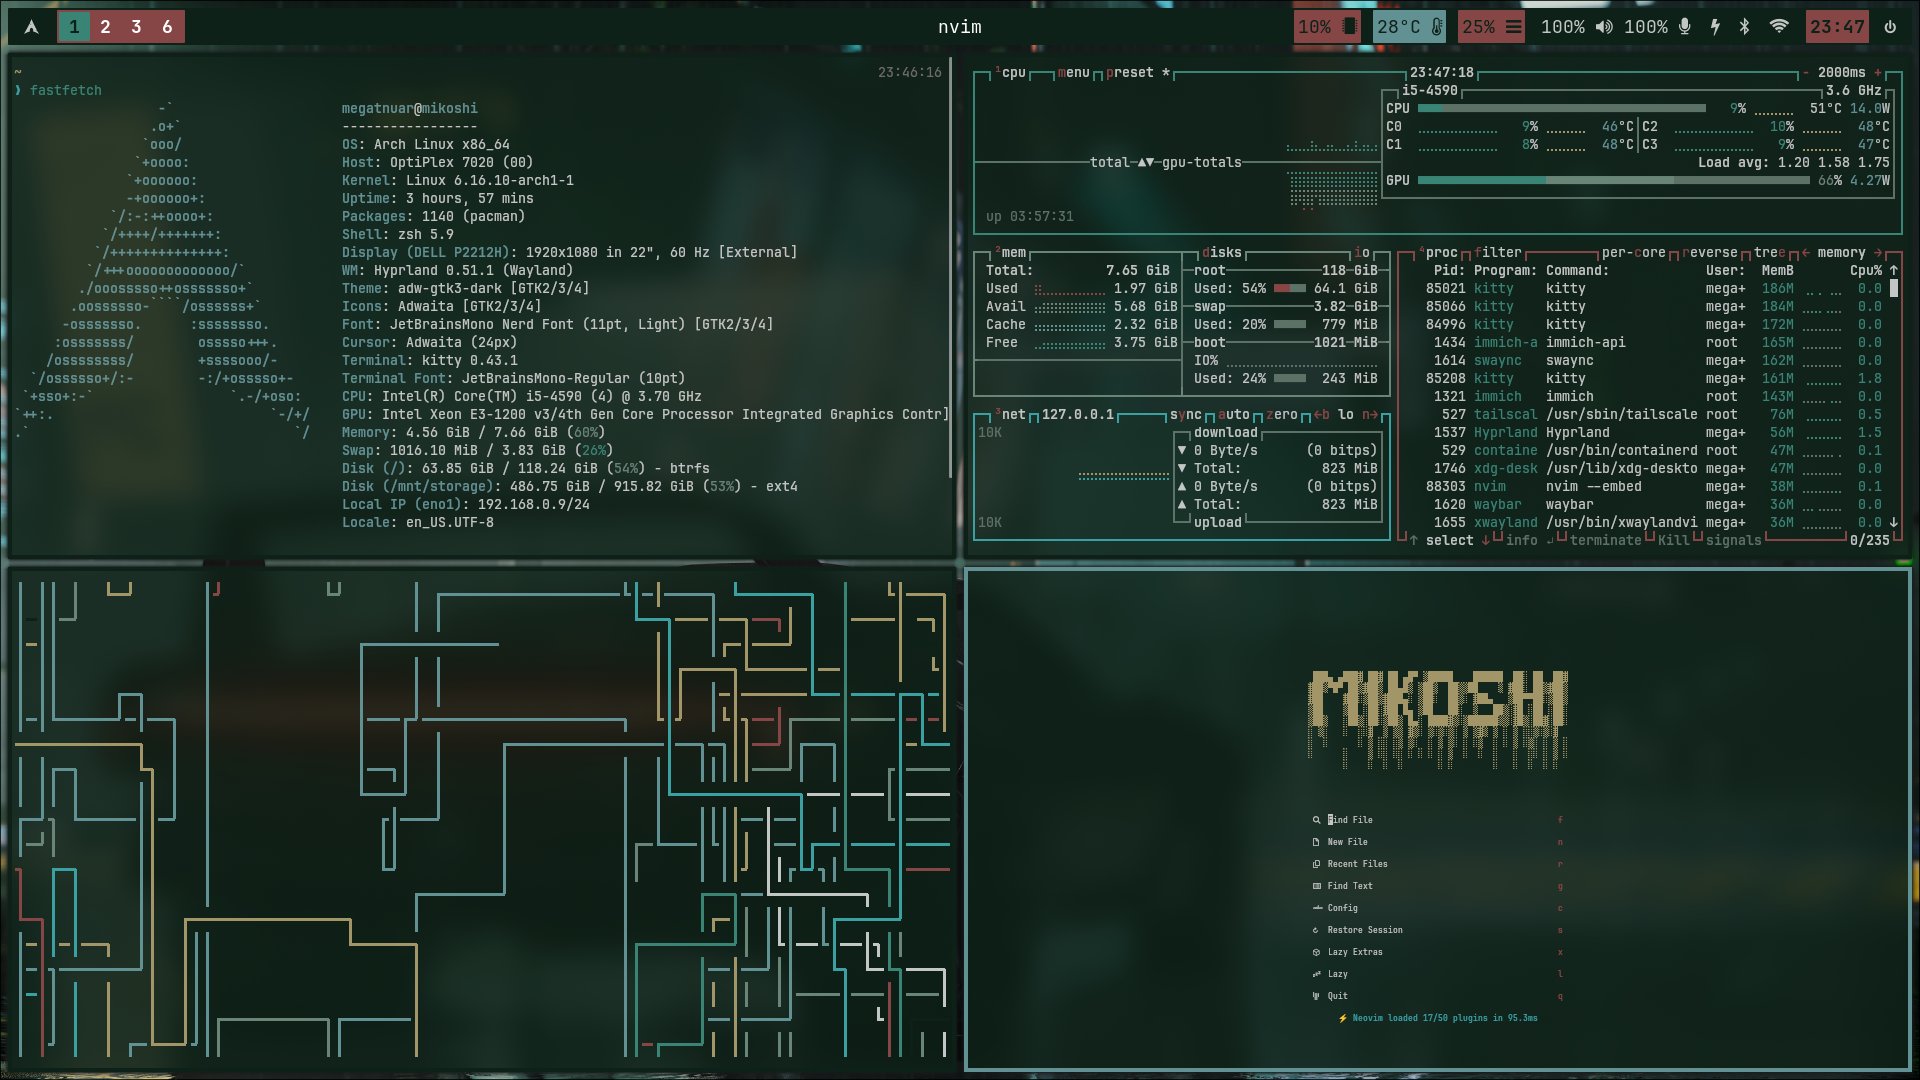 1 2 3 6
nvim
10% 28°C 25% 100% 100% 23:47
~
23:46:16
❯ fastfetch
megatnuar@mikoshi
-----------------
OS: Arch Linux x86_64
Host: OptiPlex 7020 (00)
Kernel: Linux 6.16.10-arch1-1
Uptime: 3 hours, 57 mins
Packages: 1140 (pacman)
Shell: zsh 5.9
Display (DELL P2212H): 1920x1080 in 22", 60 Hz [External]
WM: Hyprland 0.51.1 (Wayland)
Theme: adw-gtk3-dark [GTK2/3/4]
Icons: Adwaita [GTK2/3/4]
Font: JetBrainsMono Nerd Font (11pt, Light) [GTK2/3/4]
Cursor: Adwaita (24px)
Terminal: kitty 0.43.1
Terminal Font: JetBrainsMono-Regular (10pt)
CPU: Intel(R) Core(TM) i5-4590 (4) @ 3.70 GHz
GPU: Intel Xeon E3-1200 v3/4th Gen Core Processor Integrated Graphics Contr]
Memory: 4.56 GiB / 7.66 GiB (60%)
Swap: 1016.10 MiB / 3.83 GiB (26%)
Disk (/): 63.85 GiB / 118.24 GiB (54%) - btrfs
Disk (/mnt/storage): 486.75 GiB / 915.82 GiB (53%) - ext4
Local IP (eno1): 192.168.0.9/24
Locale: en_US.UTF-8
¹cpu menu preset * 23:47:18 - 2000ms +
i5-4590 3.6 GHz
CPU 9% 51°C 14.0W
C0 9% 46°C C2 10% 48°C
C1 8% 48°C C3 9% 47°C
Load avg: 1.20 1.58 1.75
GPU 66% 4.27W
total ▲▼ gpu-totals
up 03:57:31
²mem
Total: 7.65 GiB
Used 1.97 GiB
Avail 5.68 GiB
Cache 2.32 GiB
Free 3.75 GiB
disks io
root 118 GiB
Used: 54% 64.1 GiB
swap 3.82 GiB
Used: 20% 779 MiB
boot 1021 MiB
IO%
Used: 24% 243 MiB
³net 127.0.0.1 sync auto zero ←b lo n→
10K
download
▼ 0 Byte/s (0 bitps)
▼ Total: 823 MiB
▲ 0 Byte/s (0 bitps)
▲ Total: 823 MiB
upload
10K
⁴proc filter per-core reverse tree ← memory →
Pid: Program: Command: User: MemB Cpu% ↑
85021 kitty kitty mega+ 186M 0.0
85066 kitty kitty mega+ 184M 0.0
84996 kitty kitty mega+ 172M 0.0
1434 immich-a immich-api root 165M 0.0
1614 swaync swaync mega+ 162M 0.0
85208 kitty kitty mega+ 161M 1.8
1321 immich immich root 143M 0.0
527 tailscal /usr/sbin/tailscale root 76M 0.5
1537 Hyprland Hyprland mega+ 56M 1.5
529 containe /usr/bin/containerd root 47M 0.1
1746 xdg-desk /usr/lib/xdg-deskto mega+ 47M 0.0
88303 nvim nvim --embed mega+ 38M 0.1
1620 waybar waybar mega+ 36M 0.0
1655 xwayland /usr/bin/xwaylandvi mega+ 36M 0.0 ↓
↑ select ↓ info ↲ terminate Kill signals 0/235
MIKOSHI
Find File f
New File n
Recent Files r
Find Text g
Config c
Restore Session s
Lazy Extras x
Lazy l
Quit q
⚡ Neovim loaded 17/50 plugins in 95.3ms